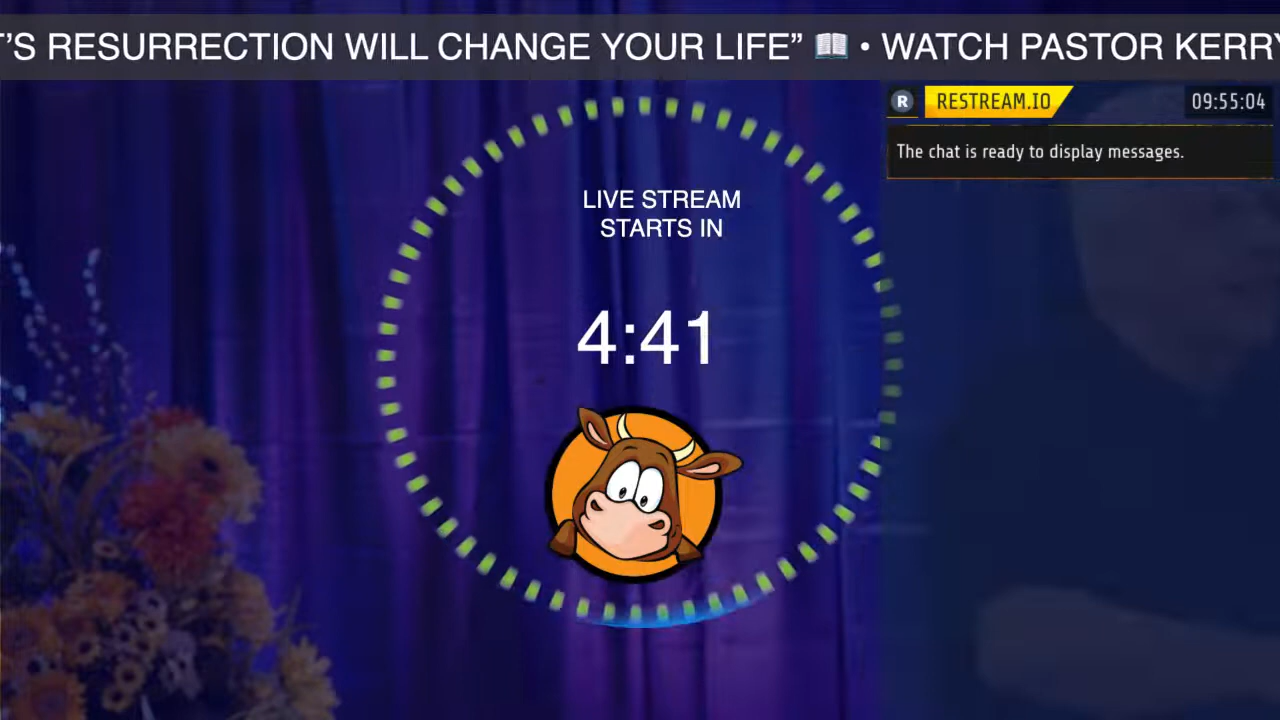 'S RESURRECTION WILL CHANGE YOUR LIFE” 📖 • WATCH PASTOR KERRY
R RESTREAM.IO 09:55:04
The chat is ready to display messages.
LIVE STREAM
STARTS IN
4:41